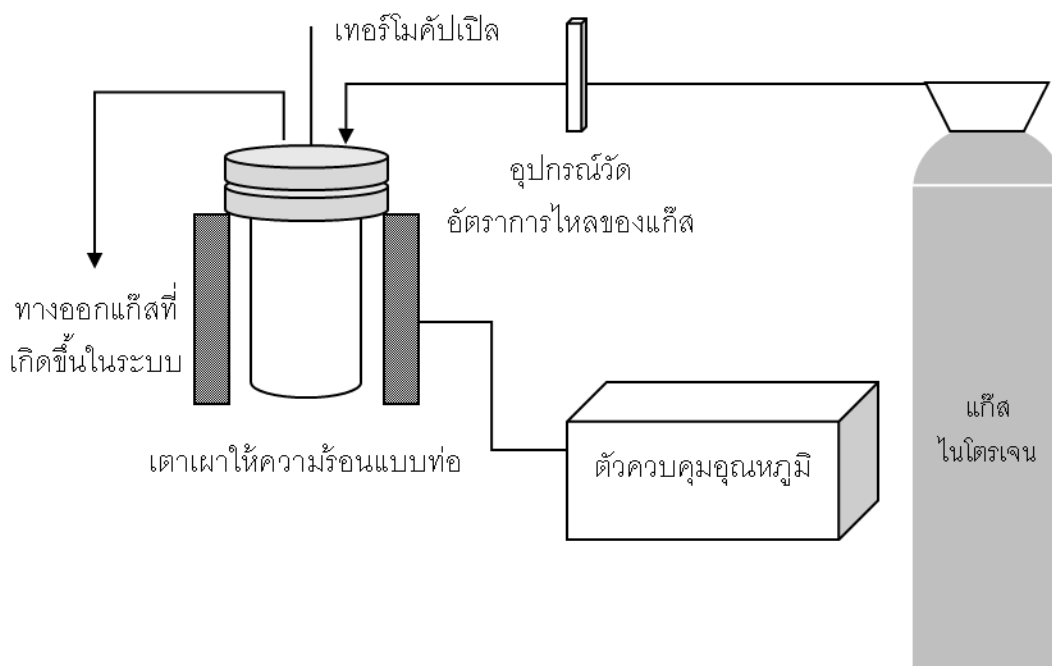 เทอร์โมคัปเปิล
อุปกรณ์วัด
อัตราการไหลของแก๊ส
ทางออกแก๊สที่
เกิดขึ้นในระบบ
เตาเผาให้ความร้อนแบบท่อ
ตัวควบคุมอุณหภูมิ
แก๊ส
ไนโตรเจน